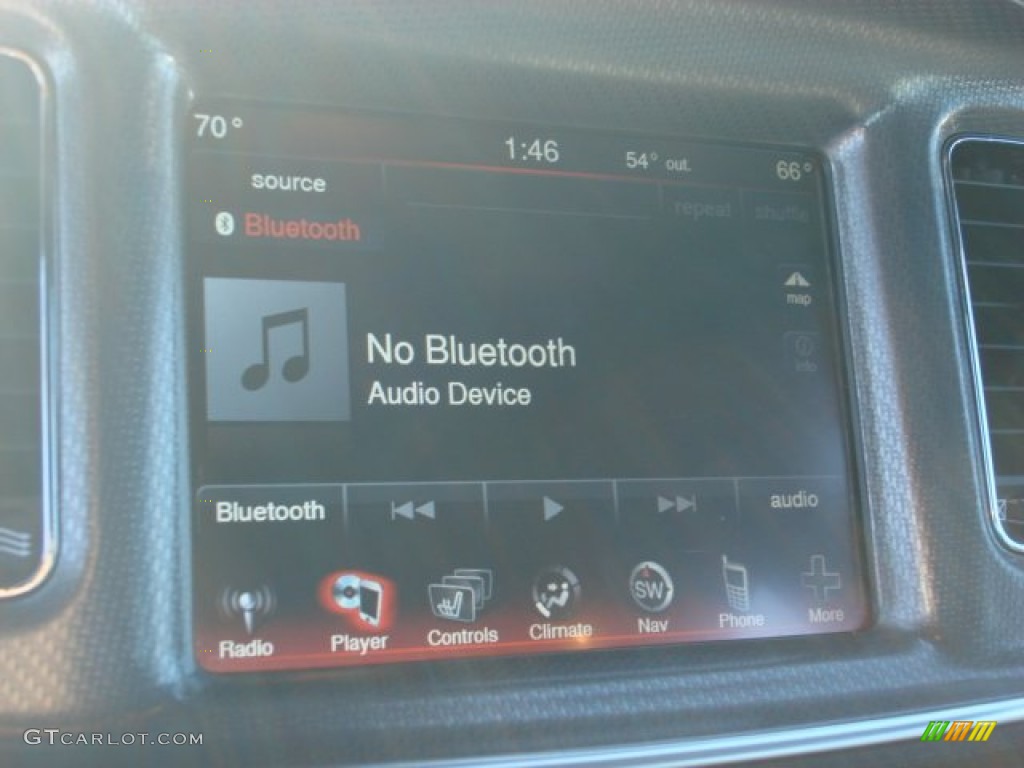 70° 1:46 54° out. 66°
source
repeat shuffle
Bluetooth
map
No Bluetooth
info
Audio Device
Bluetooth audio
SW
Radio Player Controls Climate Nav Phone More
GTCARLOT.COM